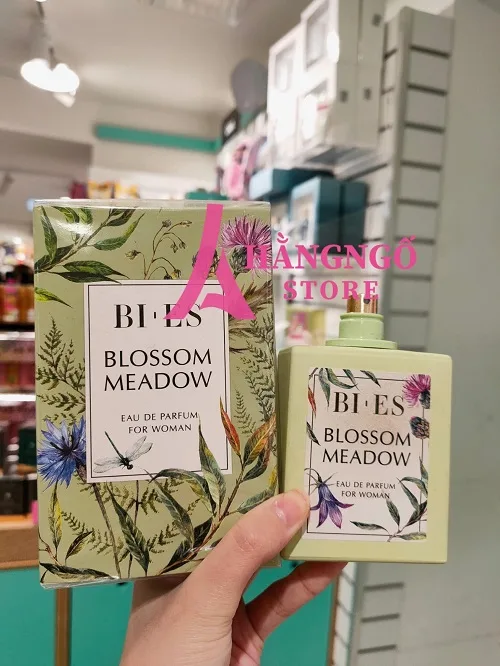 HẰNGNGỐ
STORE
BI·ES
BLOSSOM
MEADOW
EAU DE PARFUM
FOR WOMAN
BI·ES
BLOSSOM
MEADOW
EAU DE PARFUM
FOR WOMAN